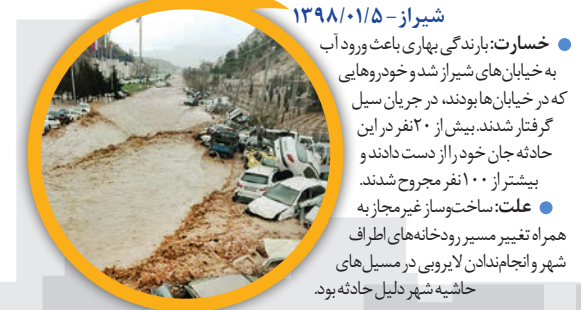 شیراز - ۱۳۹۸/۰۱/۵
خسارت: بارندگی بهاری باعث ورود آب
به خیابان‌های شیراز شد و خودروهایی
که در خیابان‌ها بودند، در جریان سیل
گرفتار شدند. بیش از ۲۰ نفر در این
حادثه جان خود را از دست دادند و
بیشتر از ۱۰۰ نفر مجروح شدند.
علت: ساخت‌وساز غیرمجاز به
همراه تغییر مسیر رودخانه‌های اطراف
شهر و انجام‌ندادن لایروبی در مسیل‌های
حاشیه شهر دلیل حادثه بود.